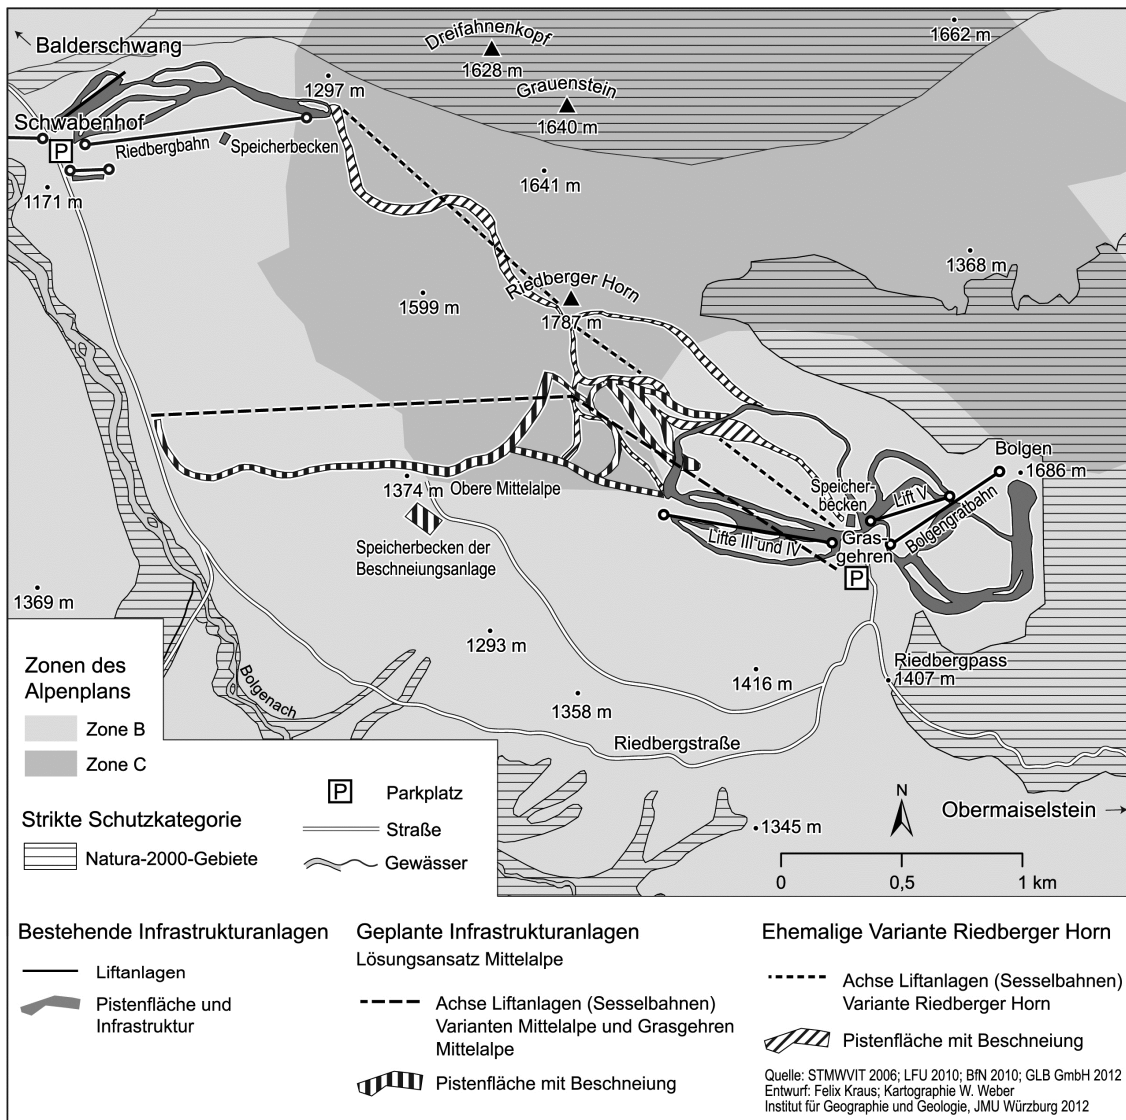 Balderschwang
Dreifahnenkopf
1628 m
1662 m
1297 m
Grauenstein
1640 m
Schwabenhof
P
Riedbergbahn
Speicherbecken
1171 m
1641 m
1368 m
Riedberger Horn
1787 m
1599 m
Bolgen
1686 m
1374 m
Obere Mittelalpe
Speicher-
becken
Lift V
Bolgengratbahn
Speicherbecken der
Beschneiungsanlage
Lifte III und IV
Gras-
gehren
P
1369 m
1293 m
Riedbergpass
1407 m
1416 m
1358 m
Bolgenach
Riedbergstraße
1345 m
N
Obermaiselstein
0
0,5
1 km
Zonen des
Alpenplans
Zone B
Zone C
Strikte Schutzkategorie
Natura-2000-Gebiete
P
Parkplatz
Straße
Gewässer
Bestehende Infrastrukturanlagen
Liftanlagen
Pistenfläche und
Infrastruktur
Geplante Infrastrukturanlagen
Lösungsansatz Mittelalpe
Achse Liftanlagen (Sesselbahnen)
Varianten Mittelalpe und Grasgehren
Mittelalpe
Pistenfläche mit Beschneiung
Ehemalige Variante Riedberger Horn
Achse Liftanlagen (Sesselbahnen)
Variante Riedberger Horn
Pistenfläche mit Beschneiung
Quelle: STMWVIT 2006; LFU 2010; BfN 2010; GLB GmbH 2012
Entwurf: Felix Kraus; Kartographie W. Weber
Institut für Geographie und Geologie, JMU Würzburg 2012